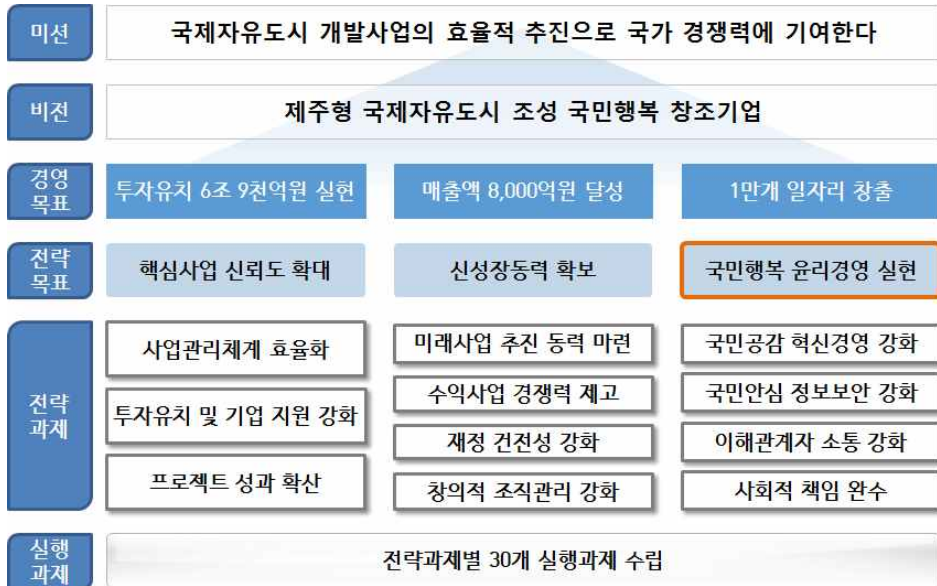 미션
국제자유도시 개발사업의 효율적 추진으로 국가 경쟁력에 기여한다
비전
제주형 국제자유도시 조성 국민행복 창조기업
경영
목표
투자유치 6조 9천억원 실현
매출액 8,000억원 달성
1만개 일자리 창출
전략
목표
핵심사업 신뢰도 확대
신성장동력 확보
국민행복 윤리경영 실현
전략
과제
사업관리체계 효율화
투자유치 및 기업 지원 강화
프로젝트 성과 확산
미래사업 추진 동력 마련
수익사업 경쟁력 제고
재정 건전성 강화
창의적 조직관리 강화
국민공감 혁신경영 강화
국민안심 정보보안 강화
이해관계자 소통 강화
사회적 책임 완수
실행
과제
전략과제별 30개 실행과제 수립